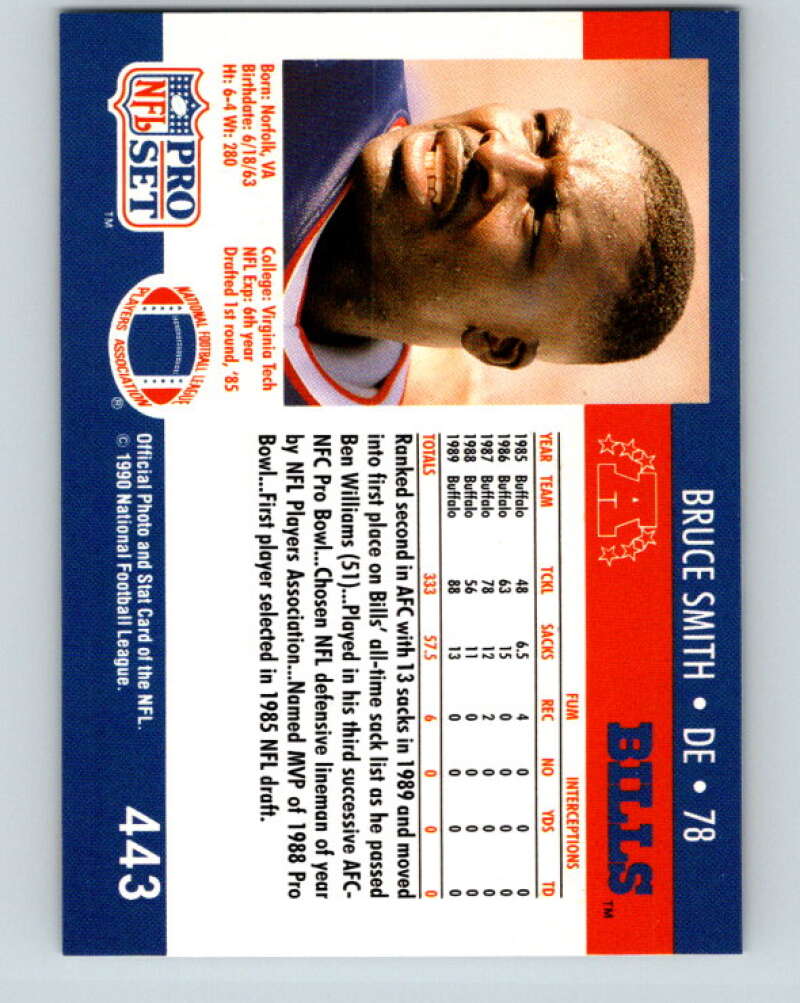 BRUCE SMITH • DE • 78
A
BILLS™
FUM INTERCEPTIONS
YEAR TEAM TCKL SACKS REC NO YDS TD
1985 Buffalo 48 6.5 4 0 0 0
1986 Buffalo 63 15 0 0 0 0
1987 Buffalo 78 12 2 0 0 0
1988 Buffalo 56 11 0 0 0 0
1989 Buffalo 88 13 0 0 0 0
TOTALS 333 57.5 6 0 0 0
Ranked second in AFC with 13 sacks in 1989 and moved
into first place on Bills' all-time sack list as he passed
Ben Williams (51)...Played in his third successive AFC-
NFC Pro Bowl...Chosen NFL defensive lineman of year
by NFL Players Association...Named MVP of 1988 Pro
Bowl...First player selected in 1985 NFL draft.
Born: Norfolk, VA
Birthdate: 6/18/63
Ht: 6-4 Wt: 280
College: Virginia Tech
NFL Exp: 6th year
Drafted 1st round, '85
PRO
NFL SET
™
NATIONAL FOOTBALL LEAGUE
PLAYERS ASSOCIATION
®
Official Photo and Stat Card of the NFL.
© 1990 National Football League.
443